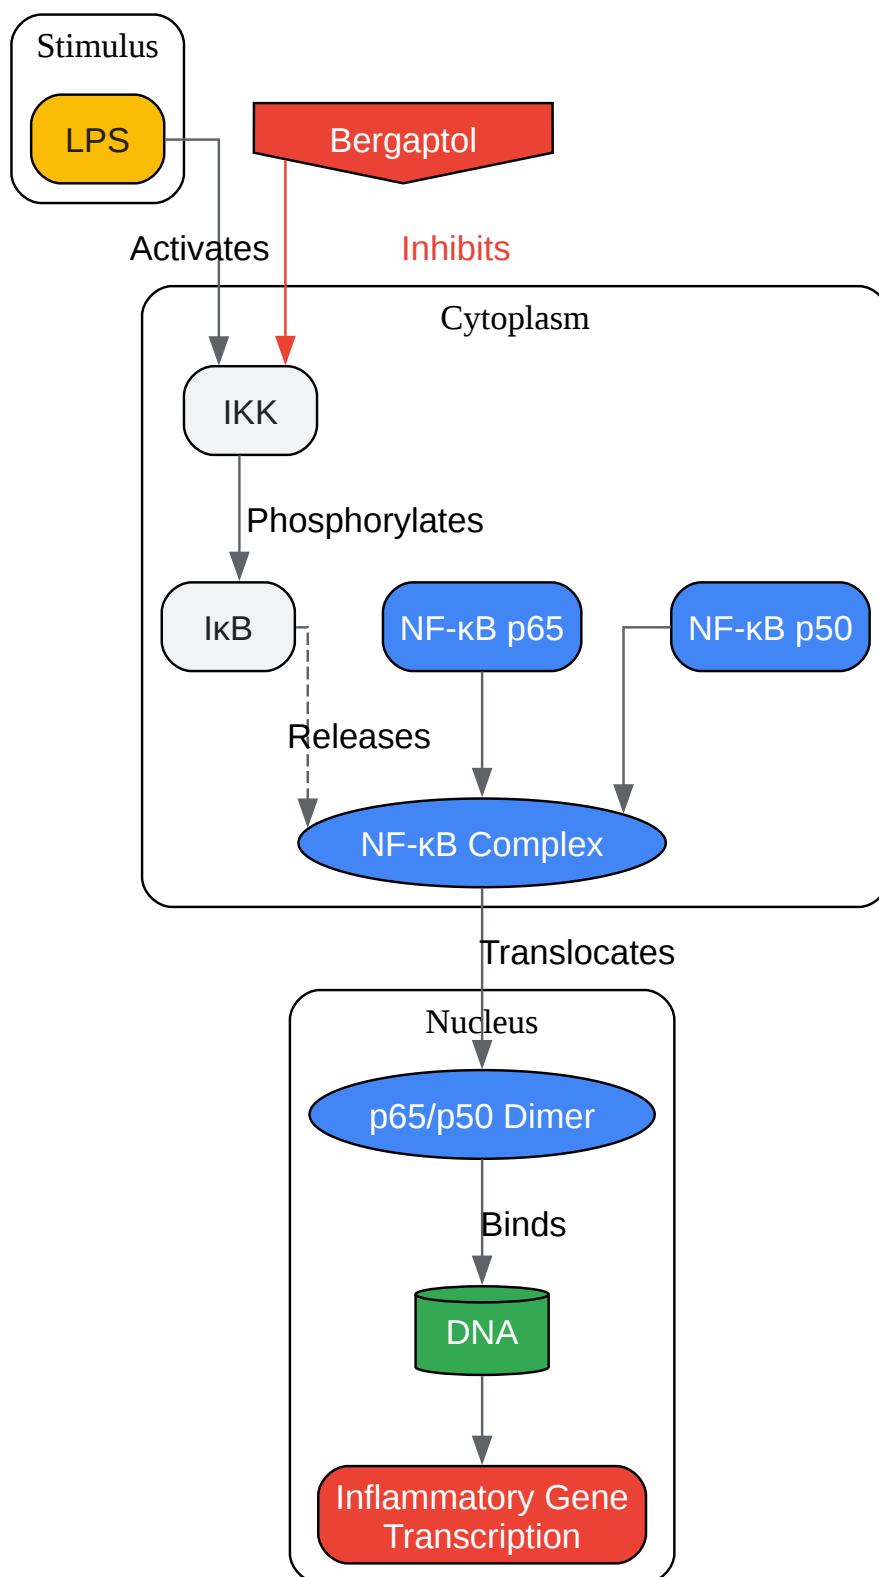 Stimulus
LPS
Bergaptol
Activates
Inhibits
Cytoplasm
IKK
Phosphorylates
IκB
NF-κB p65
NF-κB p50
Releases
NF-κB Complex
Translocates
Nucleus
p65/p50 Dimer
Binds
DNA
Inflammatory Gene
Transcription